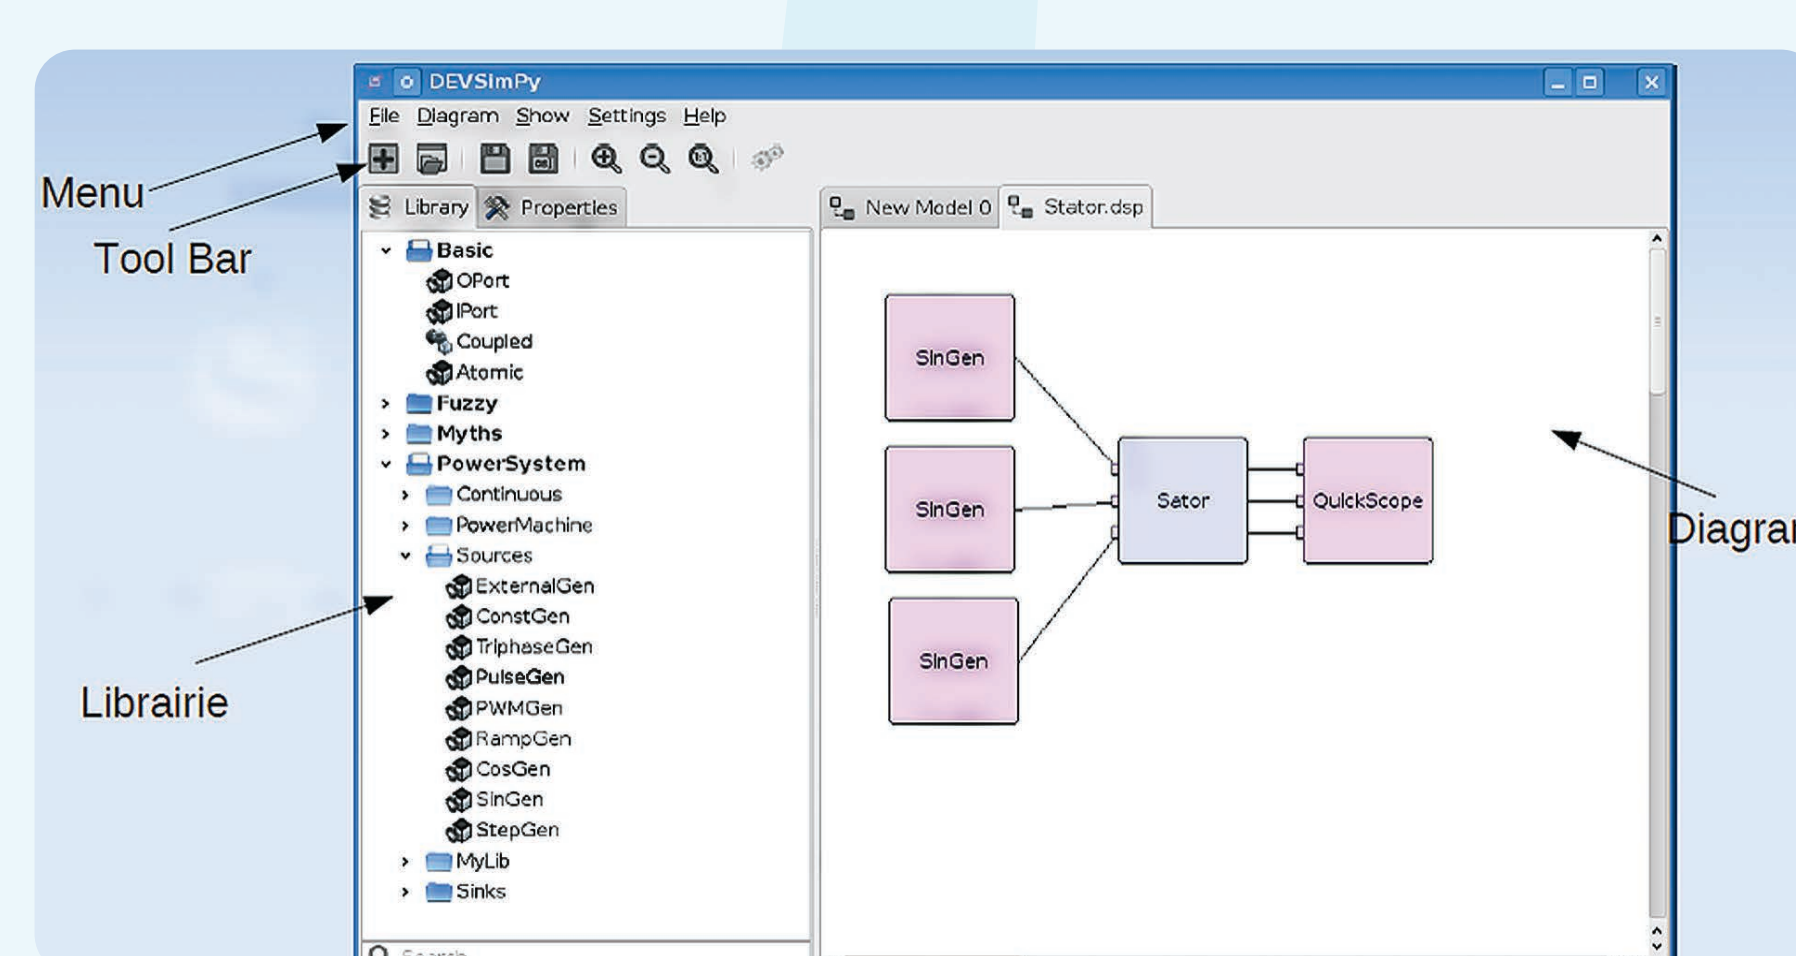 DEVSimPy
File Diagram Show Settings Help
Menu
Tool Bar
Library Properties
New Model 0 Stator.dsp
Basic
OPort
IPort
Coupled
Atomic
Fuzzy
Myths
PowerSystem
Continuous
PowerMachine
Sources
ExternalGen
ConstGen
TriphaseGen
PulseGen
PWMGen
RampGen
CosGen
SinGen
StepGen
MyLib
Sinks
Search
Librairie
SinGen
SinGen
SinGen
Sator
QuickScope
Diagra